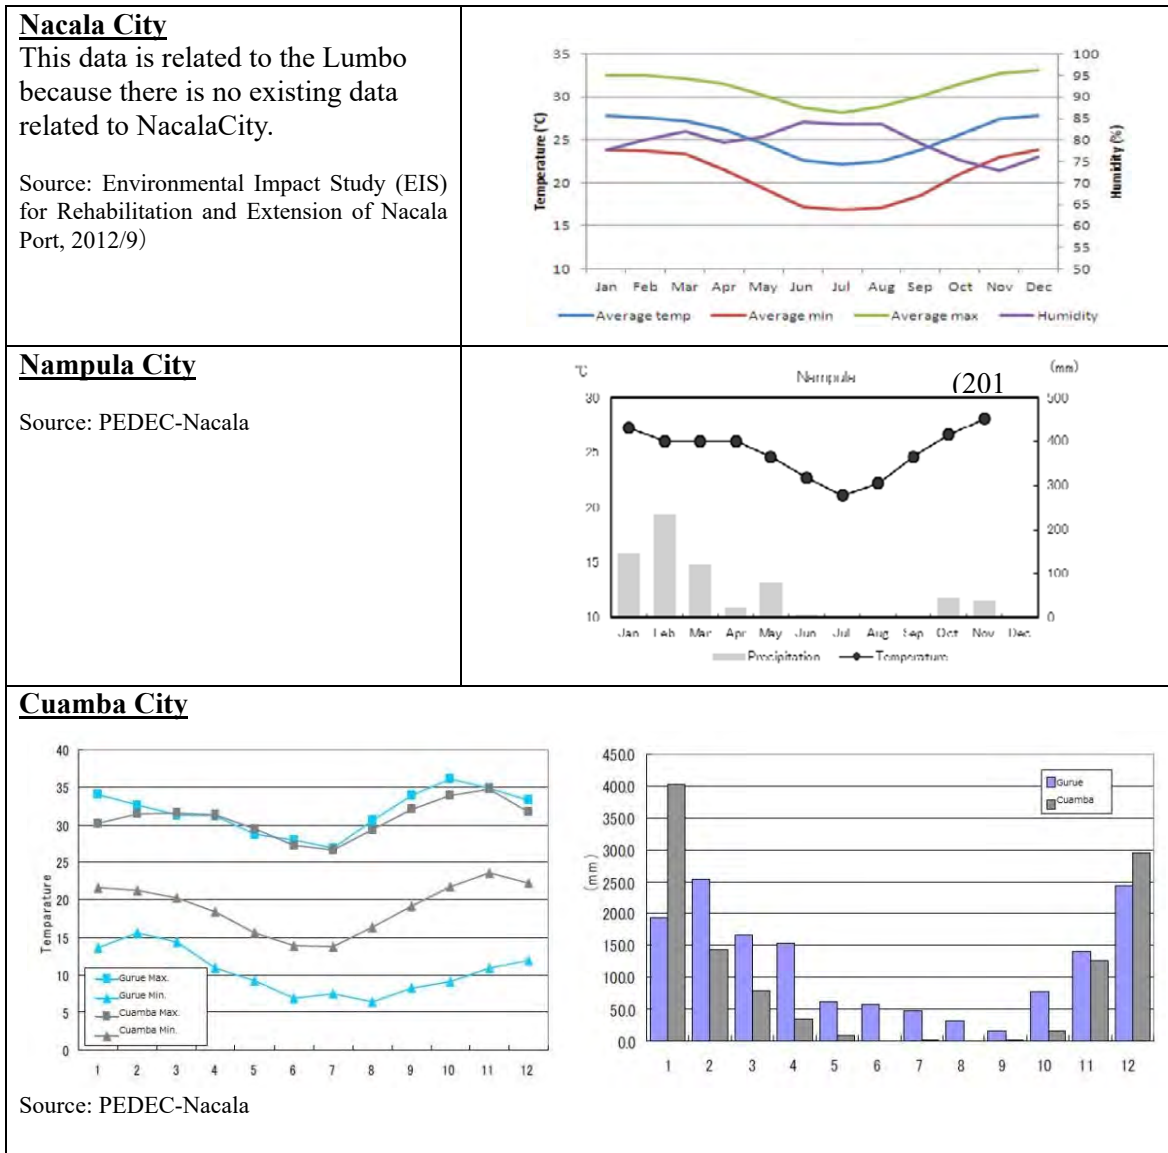 Nacala City
This data is related to the Lumbo
because there is no existing data
related to NacalaCity.
Source: Environmental Impact Study (EIS)
for Rehabilitation and Extension of Nacala
Port, 2012/9)
35 30 25 20 15 10
Temperature (℃)
100 95 90 85 80 75 70 65 60 55 50
Humidity (%)
Jan Feb Mar Apr May Jun Jul Aug Sep Oct Nov Dec
Average temp Average min Average max Humidity
Nampula City
Source: PEDEC-Nacala
℃ Nampula (201 (mm)
30 25 20 15 10
500 400 300 200 100 0
Jan Feb Mar Apr May Jun Jul Aug Sep Oct Nov Dec
Precipitation Temperature
Cuamba City
40 35 30 25 20 15 10 5 0
Temparature
Gurue Max.
Gurue Min.
Cuamba Max.
Cuamba Min.
1 2 3 4 5 6 7 8 9 10 11 12
450.0 400.0 350.0 300.0 250.0 200.0 150.0 100.0 50.0 0.0
(mm)
Gurue
Cuamba
1 2 3 4 5 6 7 8 9 10 11 12
Source: PEDEC-Nacala